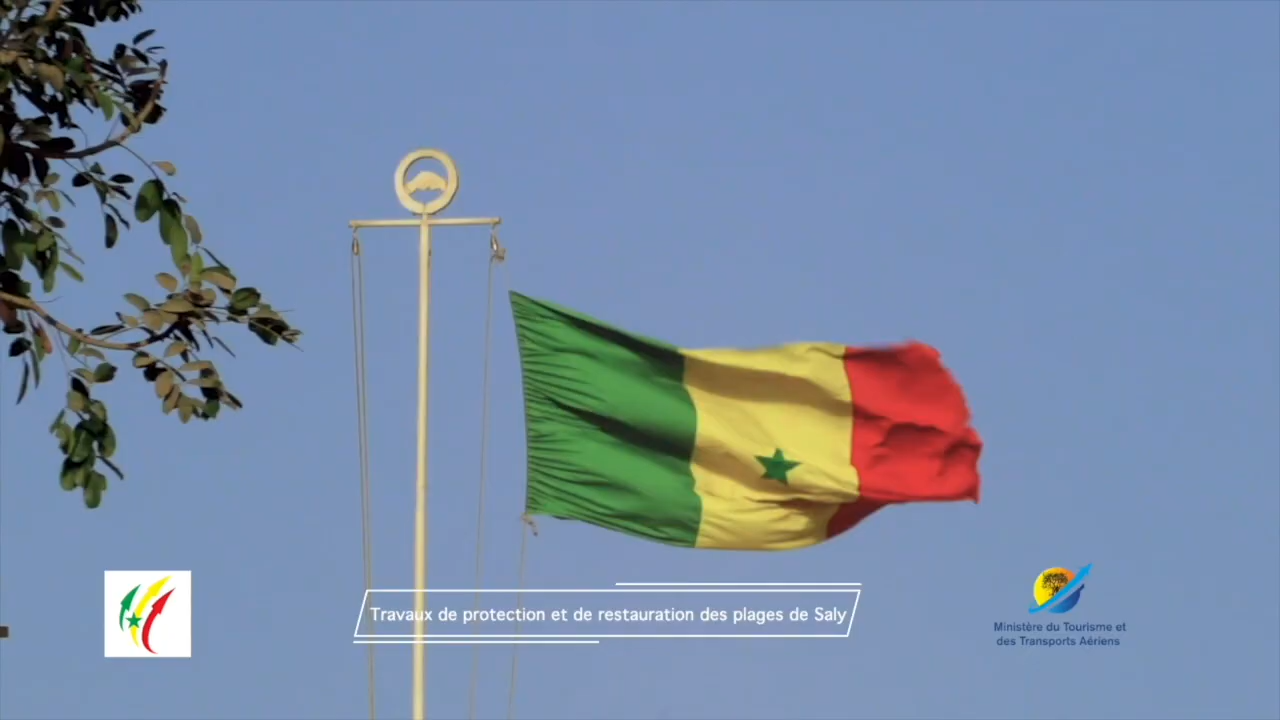 Travaux de protection et de restauration des plages de Saly
Ministère du Tourisme et
des Transports Aériens